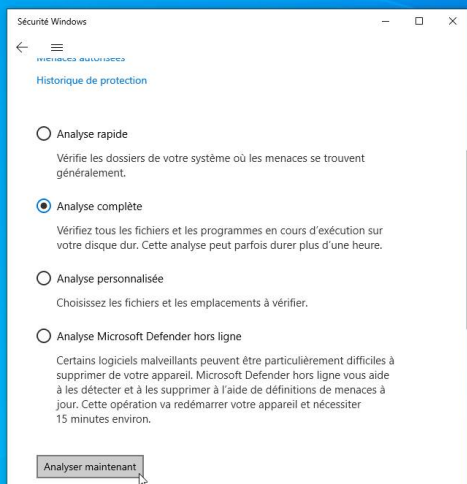 Sécurité Windows
Menaces autorisées
Historique de protection
Analyse rapide
Vérifie les dossiers de votre système où les menaces se trouvent
généralement.
Analyse complète
Vérifiez tous les fichiers et les programmes en cours d'exécution sur
votre disque dur. Cette analyse peut parfois durer plus d'une heure.
Analyse personnalisée
Choisissez les fichiers et les emplacements à vérifier.
Analyse Microsoft Defender hors ligne
Certains logiciels malveillants peuvent être particulièrement difficiles à
supprimer de votre appareil. Microsoft Defender hors ligne vous aide
à les détecter et à les supprimer à l'aide de définitions de menaces à
jour. Cette opération va redémarrer votre appareil et nécessiter
15 minutes environ.
Analyser maintenant